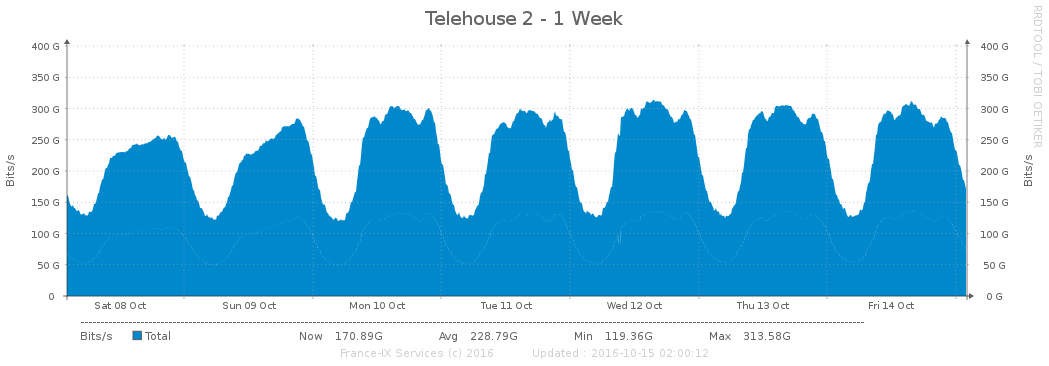 Telehouse 2 - 1 Week
RRDTOOL / TOBI OETIKER
400 G 400 G
350 G 350 G
300 G 300 G
250 G 250 G
200 G 200 G
150 G 150 G
100 G 100 G
50 G 50 G
0 0 G
Bits/s
Bits/s
Sat 08 Oct Sun 09 Oct Mon 10 Oct Tue 11 Oct Wed 12 Oct Thu 13 Oct Fri 14 Oct
Bits/s Total Now 170.89G Avg 228.79G Min 119.36G Max 313.58G
France-IX Services (c) 2016 Updated : 2016-10-15 02:00:12